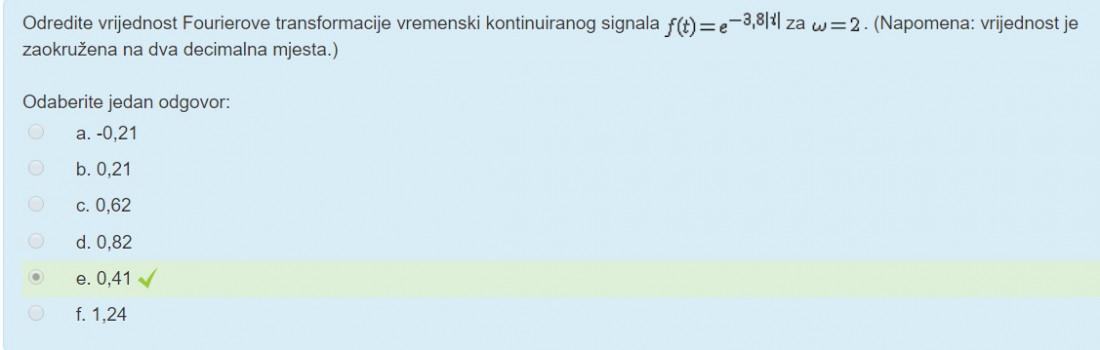 Odredite vrijednost Fourierove transformacije vremenski kontinuiranog signala f(t)=e^{-3,8|t|} za ω=2. (Napomena: vrijednost je
zaokružena na dva decimalna mjesta.)
Odaberite jedan odgovor:
a. -0,21
b. 0,21
c. 0,62
d. 0,82
e. 0,41 ✓
f. 1,24